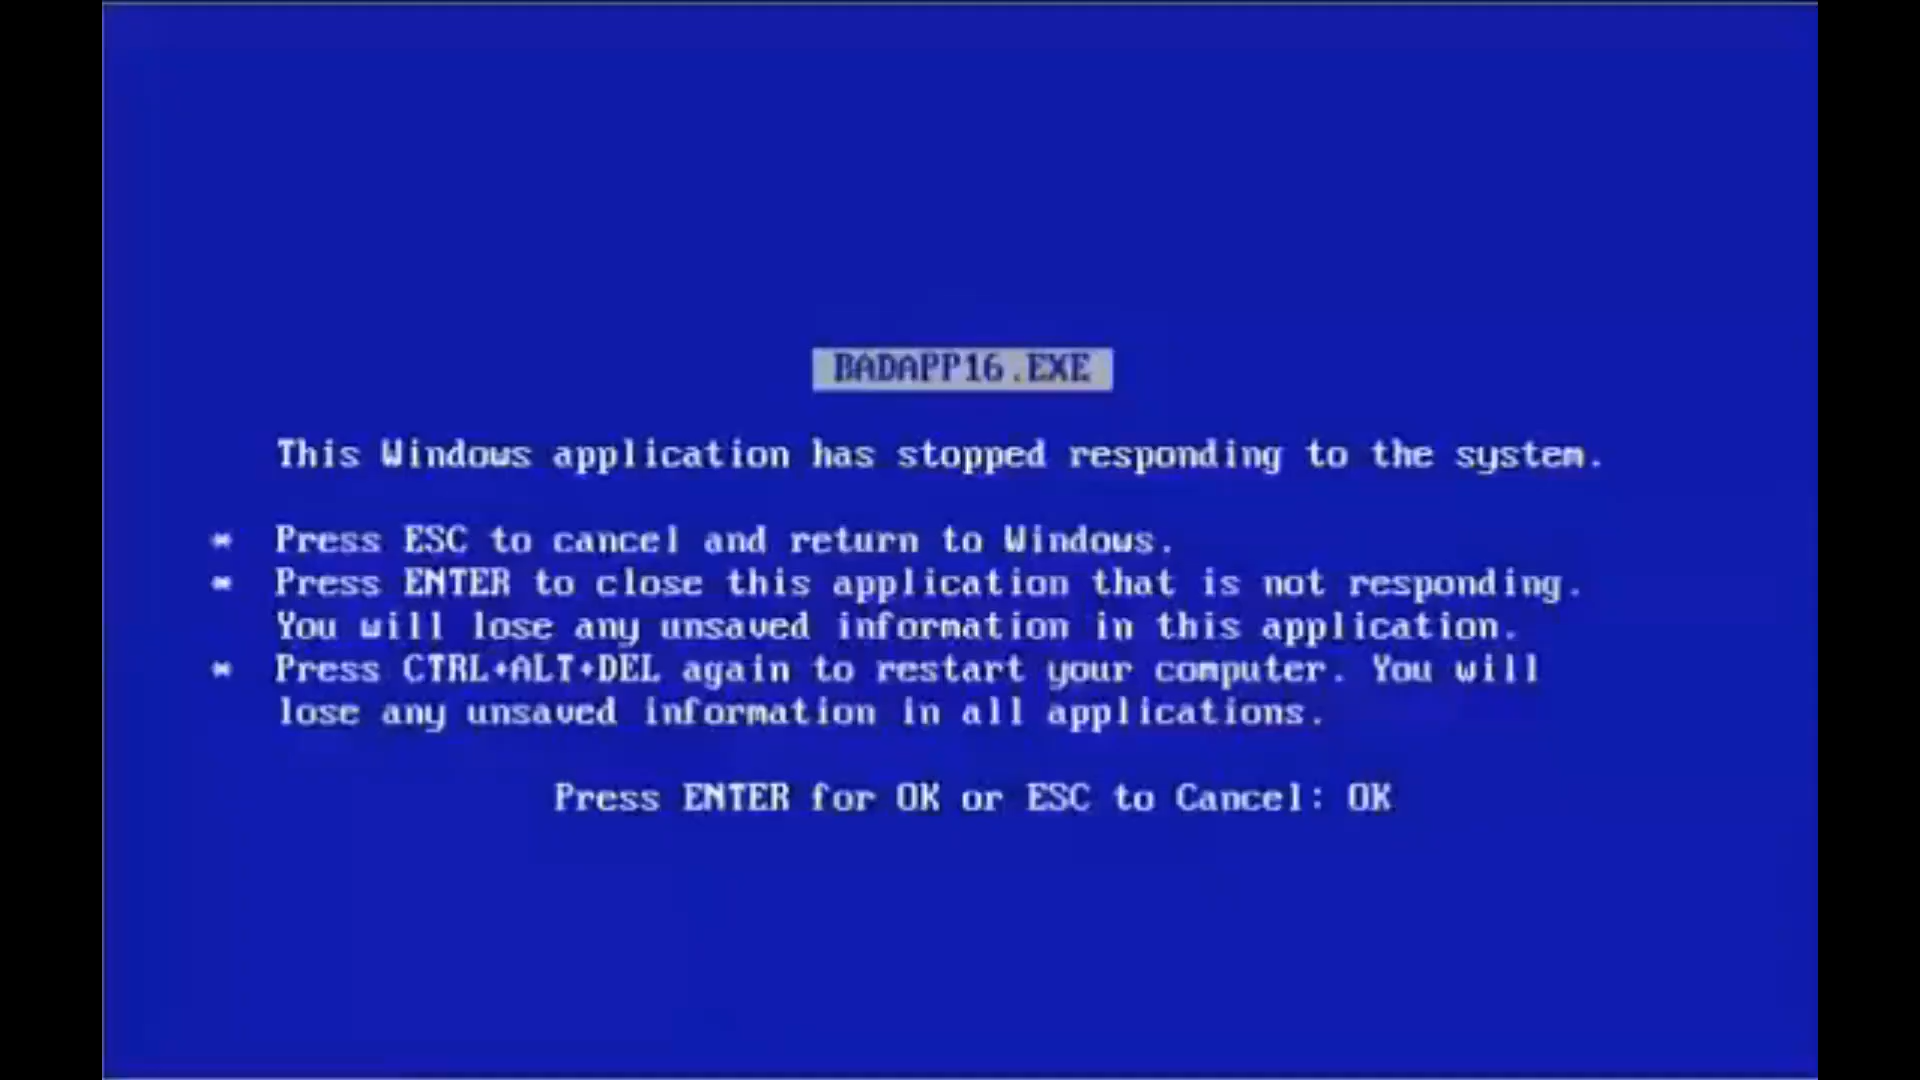 BADAPP16.EXE
This Windows application has stopped responding to the system.
* Press ESC to cancel and return to Windows.
* Press ENTER to close this application that is not responding.
You will lose any unsaved information in this application.
* Press CTRL+ALT+DEL again to restart your computer. You will
lose any unsaved information in all applications.
Press ENTER for OK or ESC to Cancel: OK